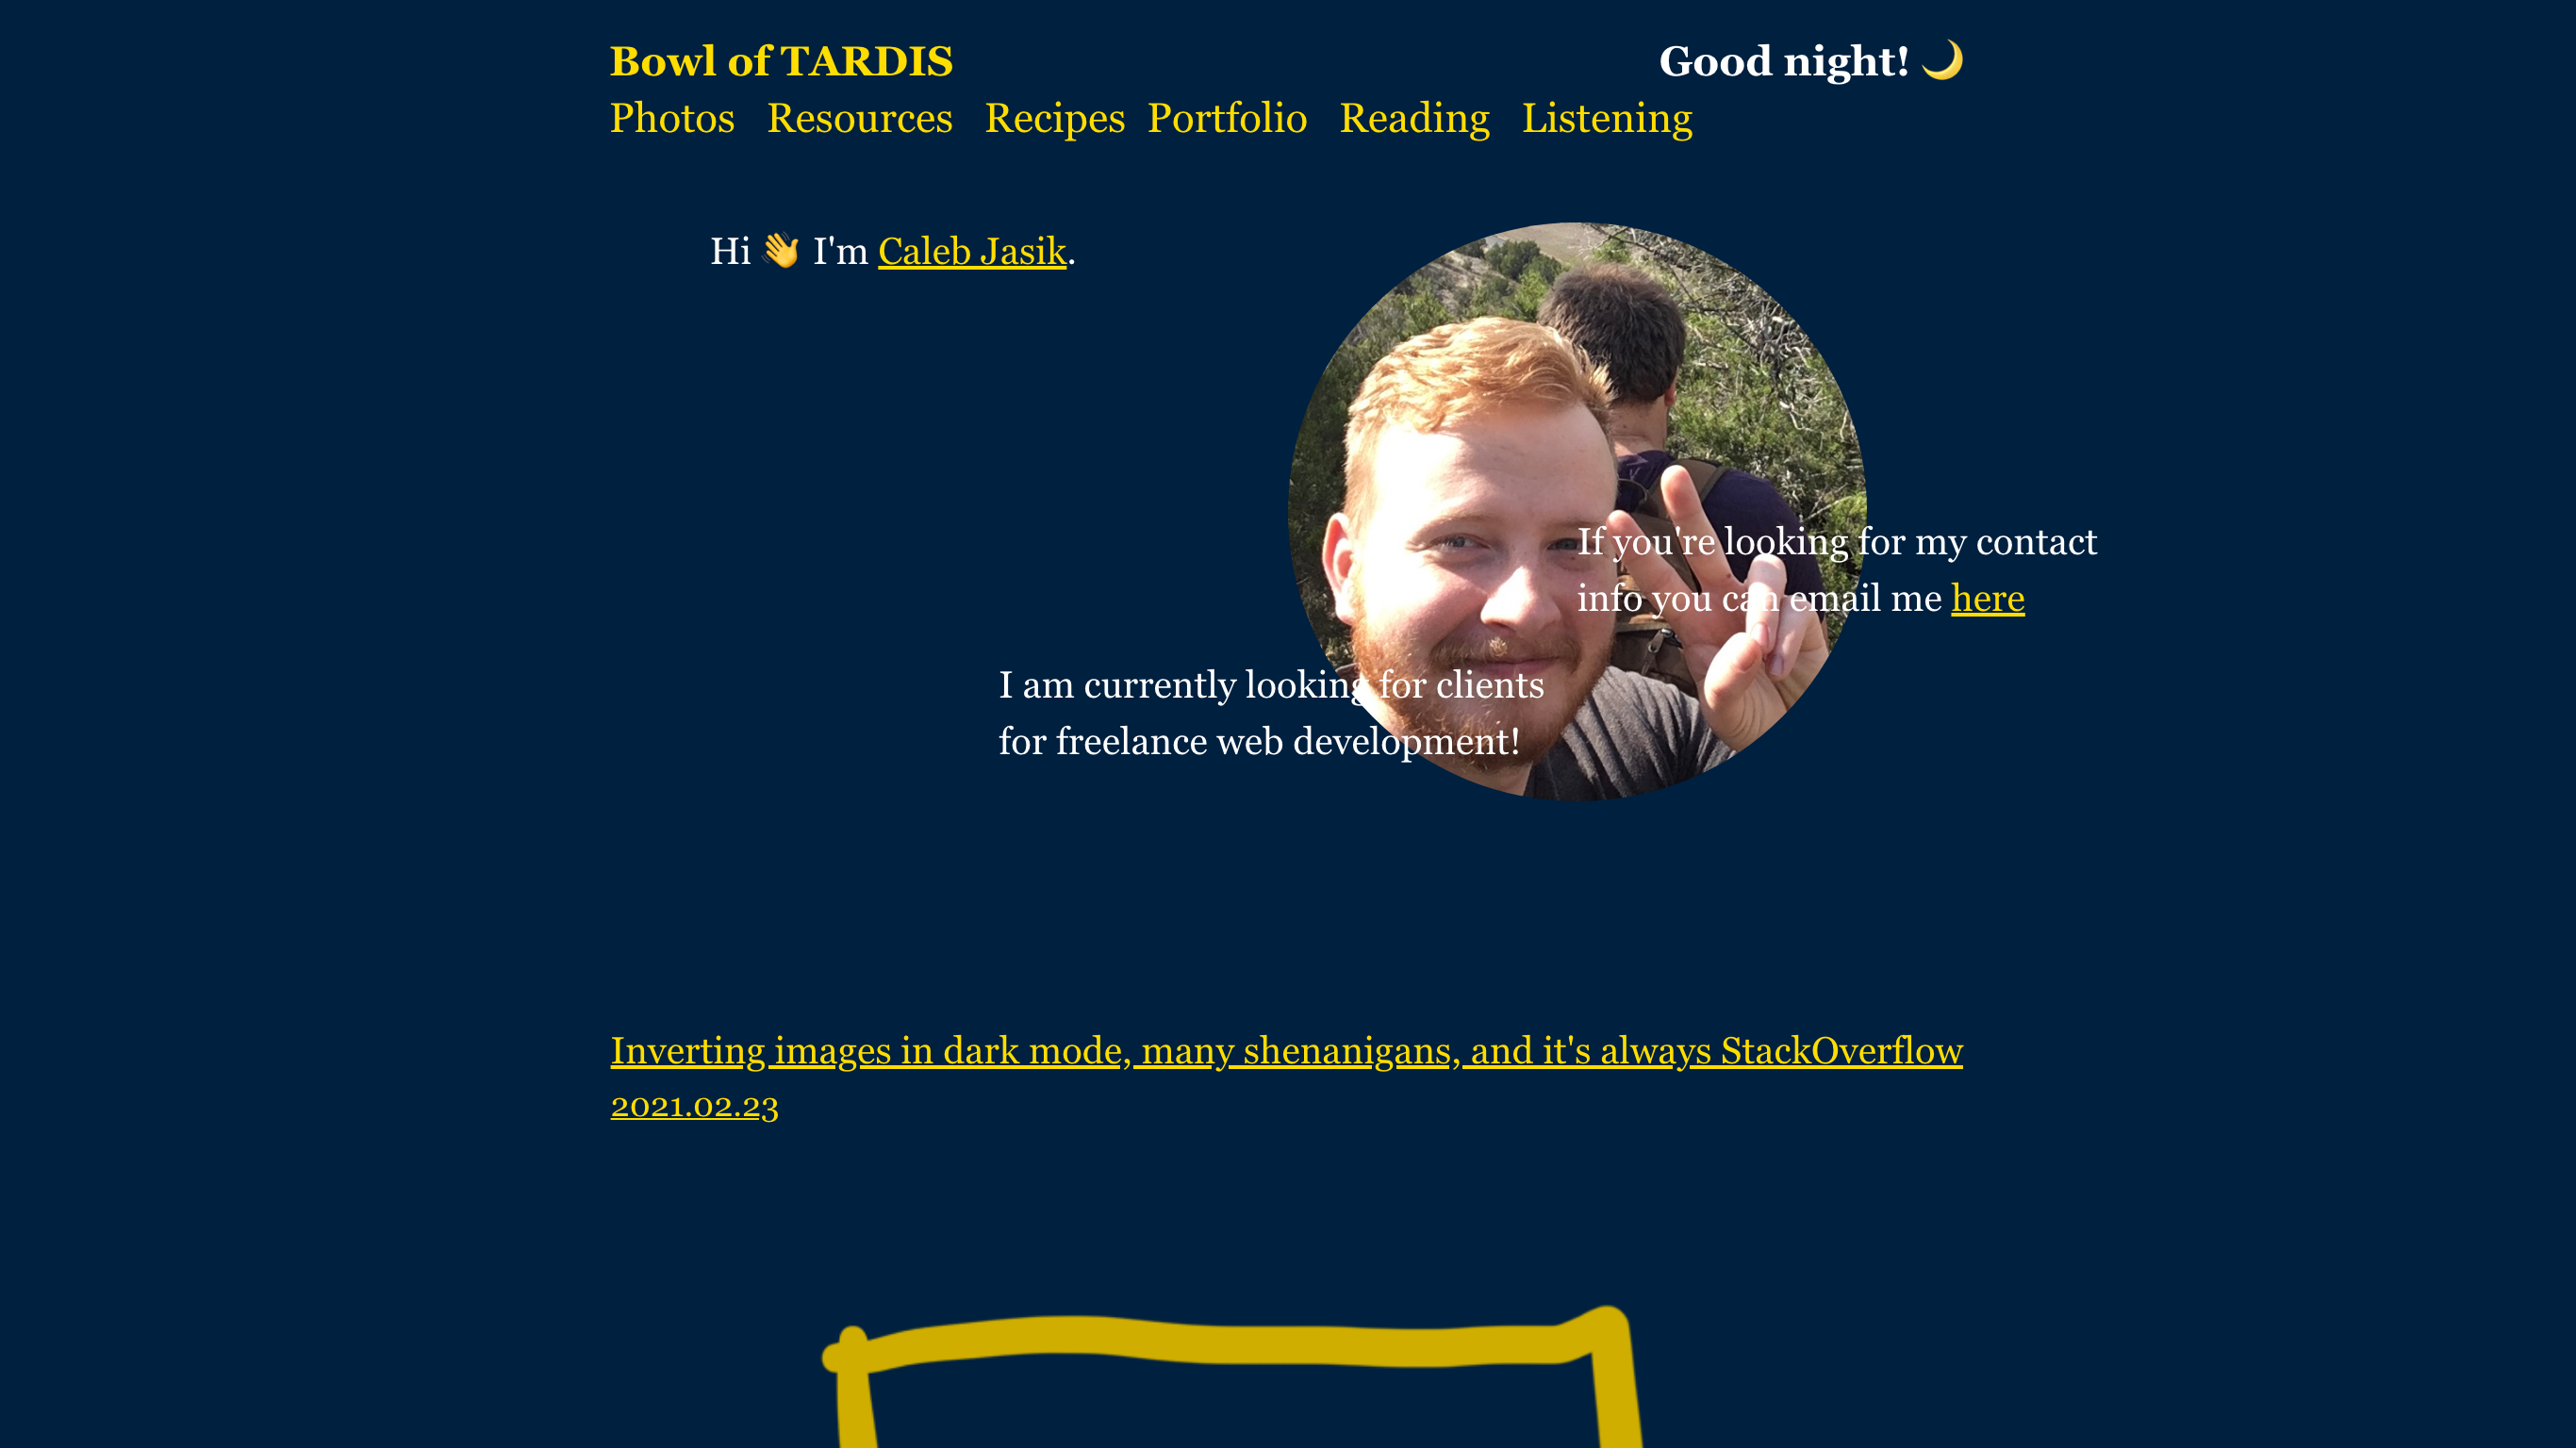 Bowl of TARDIS
Good night! 🌙
Photos Resources Recipes Portfolio Reading Listening
Hi 👋 I'm Caleb Jasik.
If you're looking for my contact
info you can email me here
I am currently looking for clients
for freelance web development!
Inverting images in dark mode, many shenanigans, and it's always StackOverflow
2021.02.23